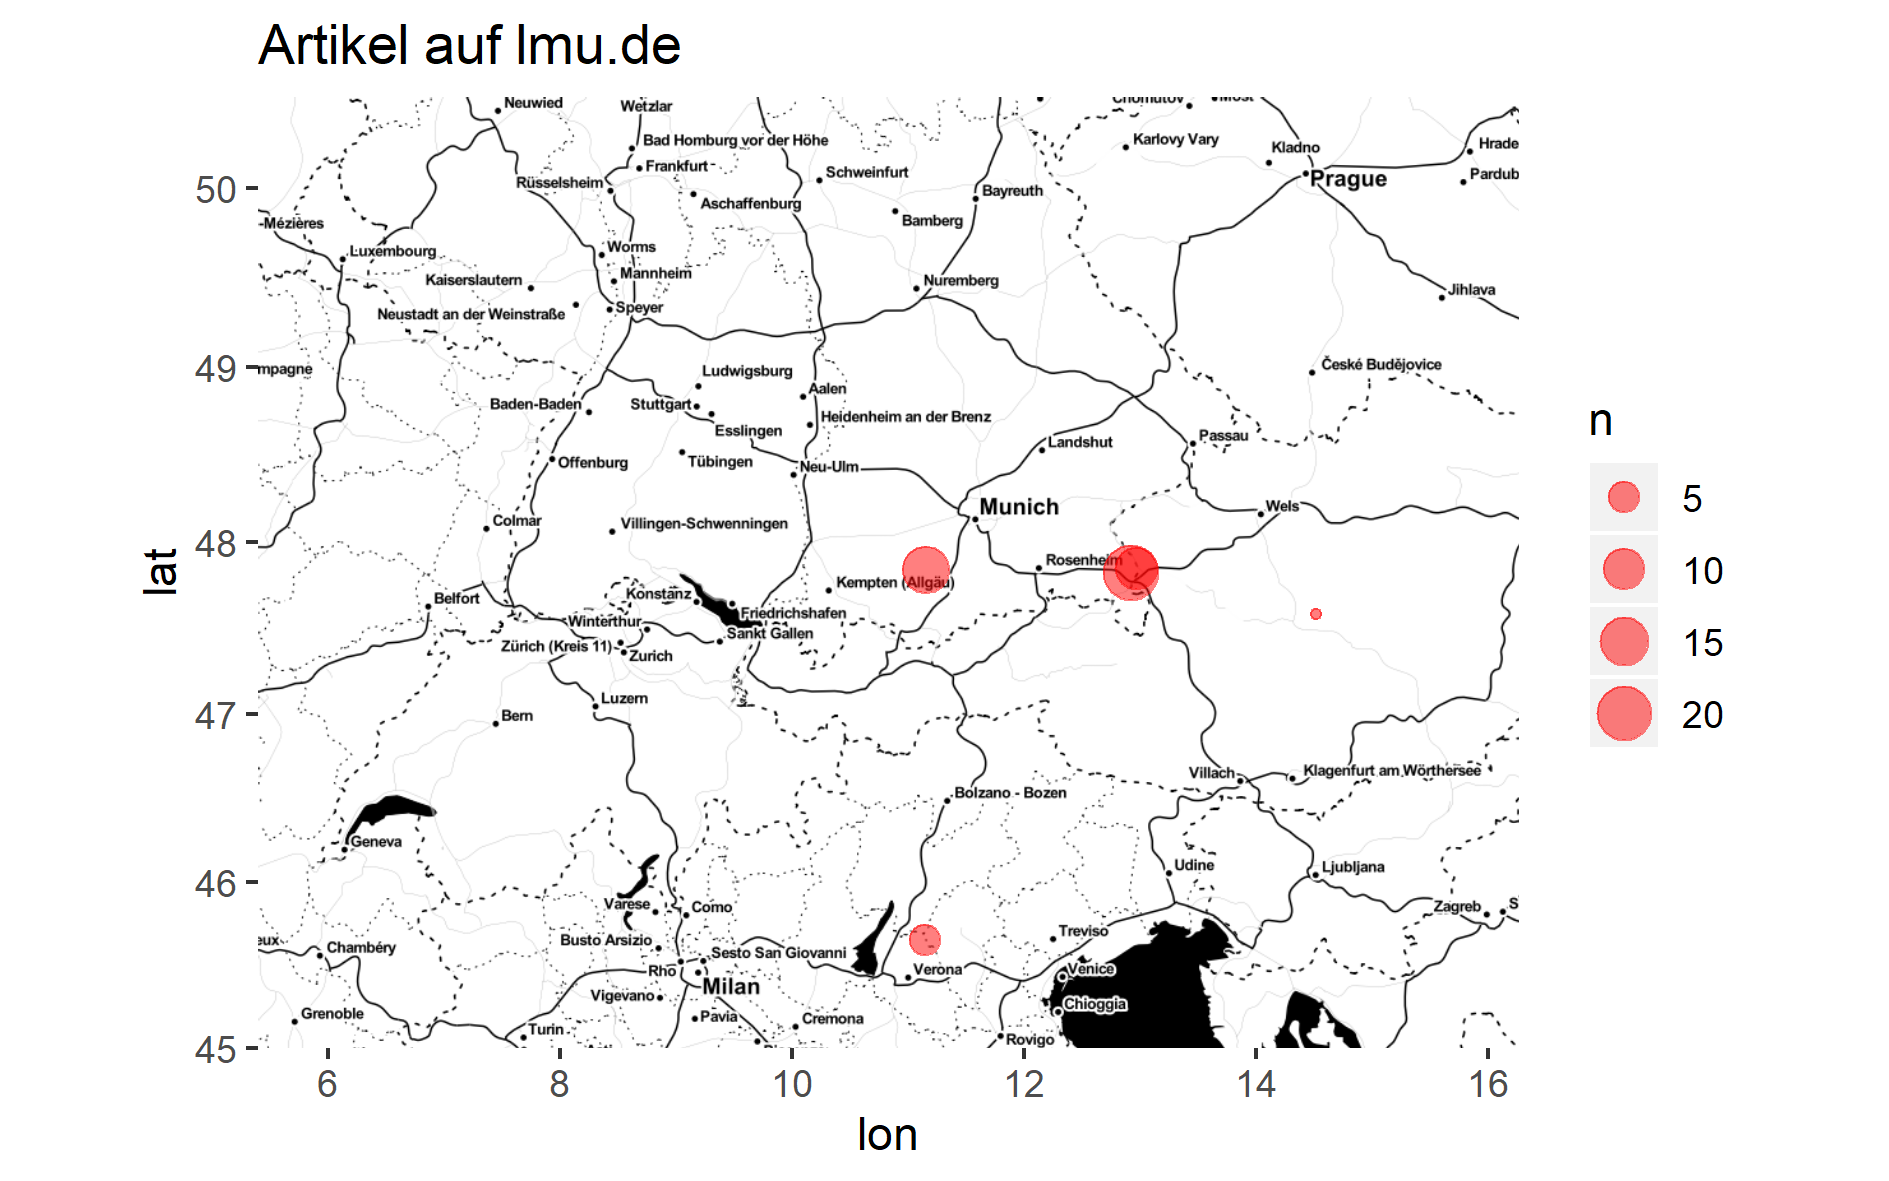 Artikel auf lmu.de
Neuwied
Wetzlar
Chomutov
Most
Bad Homburg vor der Höhe
Karlovy Vary
Kladno
Hrade
Frankfurt
Schweinfurt
Prague
Pardub
Rüsselsheim
Aschaffenburg
Bayreuth
50
-Mézières
Bamberg
Luxembourg
Worms
Kaiserslautern
Mannheim
Nuremberg
Jihlava
Neustadt an der Weinstraße
Speyer
49
mpagne
Ludwigsburg
České Budějovice
Baden-Baden
Stuttgart
Aalen
Heidenheim an der Brenz
Esslingen
Passau
Landshut
Offenburg
Tübingen
Neu-Ulm
Munich
Wels
Colmar
Villingen-Schwenningen
48
Rosenheim
Kempten (Allgäu)
Belfort
Konstanz
Friedrichshafen
Winterthur
Sankt Gallen
Zürich (Kreis 11)
Zurich
Luzern
47
Bern
Villach
Klagenfurt am Wörthersee
Bolzano - Bozen
Geneva
Udine
Ljubljana
46
Varese
Como
Zagreb
S
eux
Chambéry
Busto Arsizio
Sesto San Giovanni
Treviso
Rho
Verona
Venice
Milan
Vigevano
Chioggia
Grenoble
Pavia
Cremona
Turin
Rovigo
45
6
8
10
12
14
16
lon
lat
n
5
10
15
20